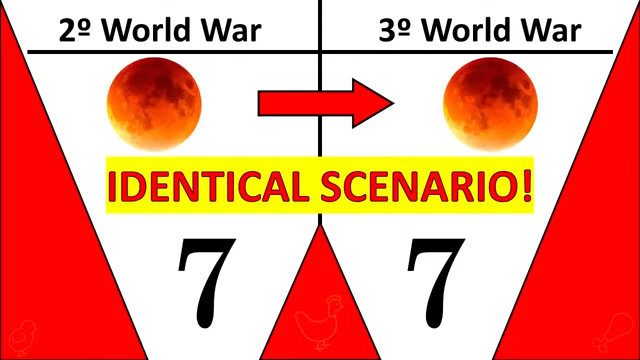 2º World War
3º World War
IDENTICAL SCENARIO!
7
7